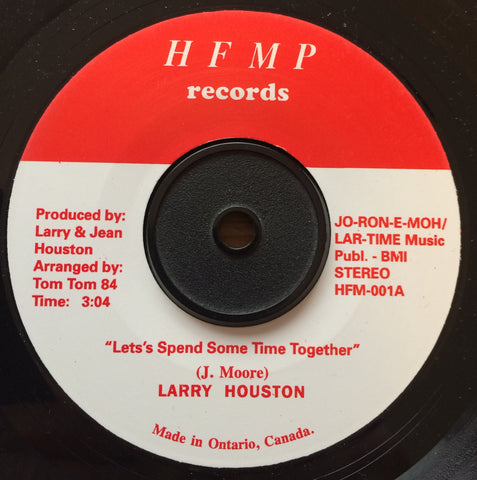 H F M P
records
Produced by:
Larry & Jean
Houston
Arranged by:
Tom Tom 84
Time: 3:04
JO-RON-E-MOH/
LAR-TIME Music
Publ. - BMI
STEREO
HFM-001A
"Lets's Spend Some Time Together"
(J. Moore)
LARRY HOUSTON
Made in Ontario, Canada.